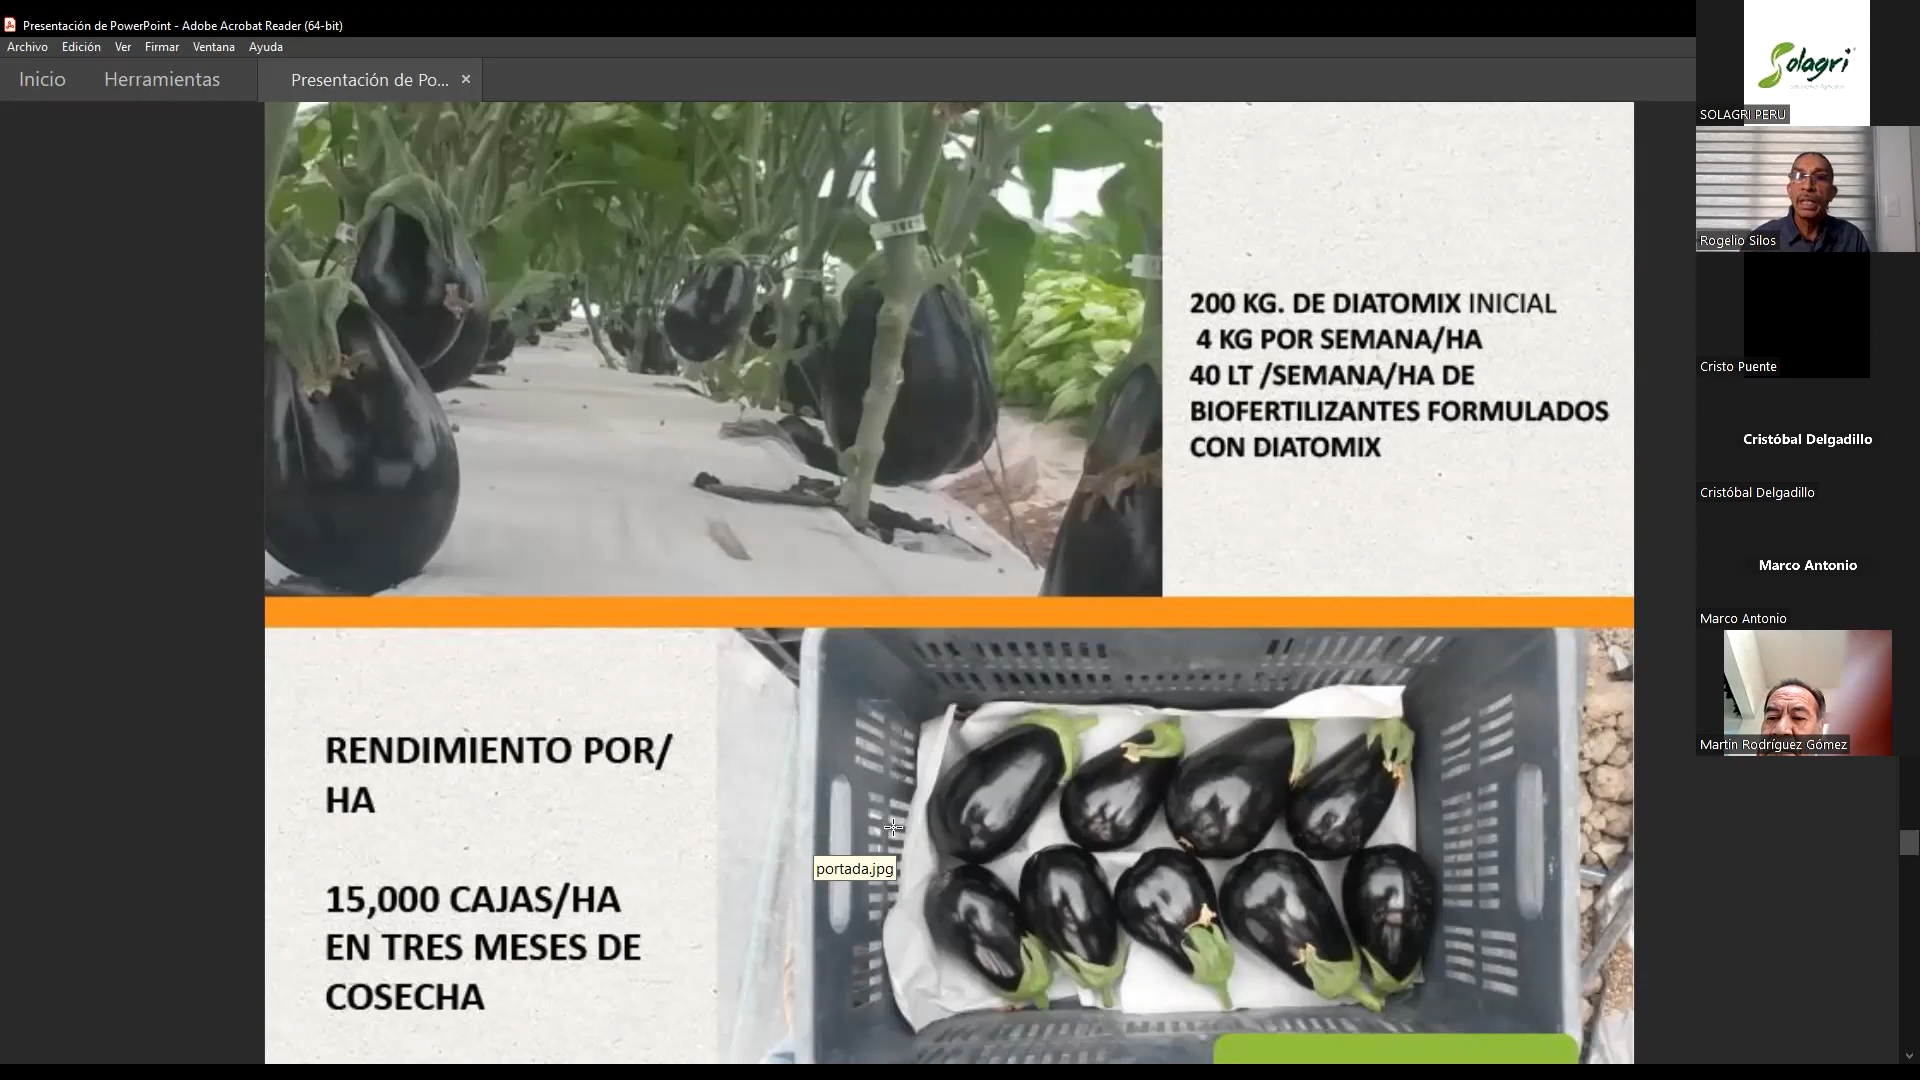 Presentación de PowerPoint - Adobe Acrobat Reader (64-bit)
Archivo Edición Ver Firmar Ventana Ayuda
Inicio Herramientas Presentación de Po... ×
200 KG. DE DIATOMIX INICIAL
4 KG POR SEMANA/HA
40 LT /SEMANA/HA DE
BIOFERTILIZANTES FORMULADOS
CON DIATOMIX
RENDIMIENTO POR/
HA
15,000 CAJAS/HA
EN TRES MESES DE
COSECHA
portada.jpg
Solagri
SOLAGRI PERU
Rogelio Silos
Cristo Puente
Cristóbal Delgadillo
Cristóbal Delgadillo
Marco Antonio
Marco Antonio
Martin Rodríguez Gómez